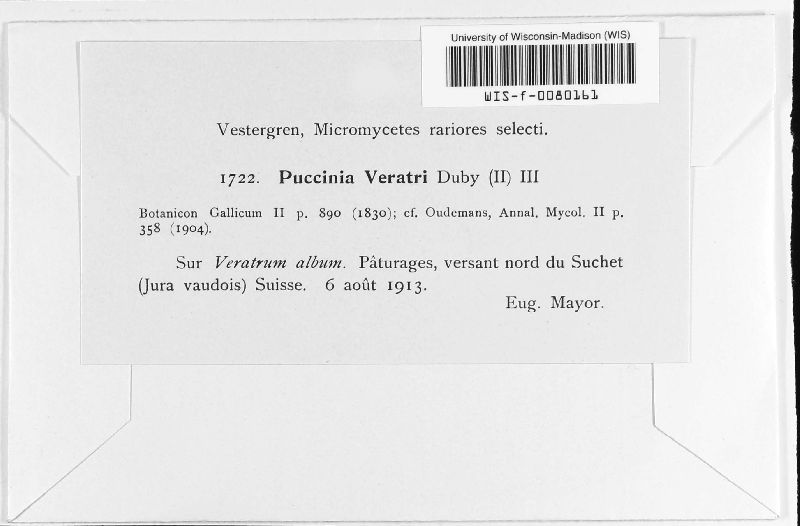 University of Wisconsin-Madison (WIS)
WIS-f-0080161
Vestergren, Micromycetes rariores selecti.
1722. Puccinia Veratri Duby (II) III
Botanicon Gallicum II p. 890 (1830); cf. Oudemans, Annal. Mycol. II p.
358 (1904).
Sur Veratrum album. Pâturages, versant nord du Suchet
(Jura vaudois) Suisse. 6 août 1913.
Eug. Mayor.